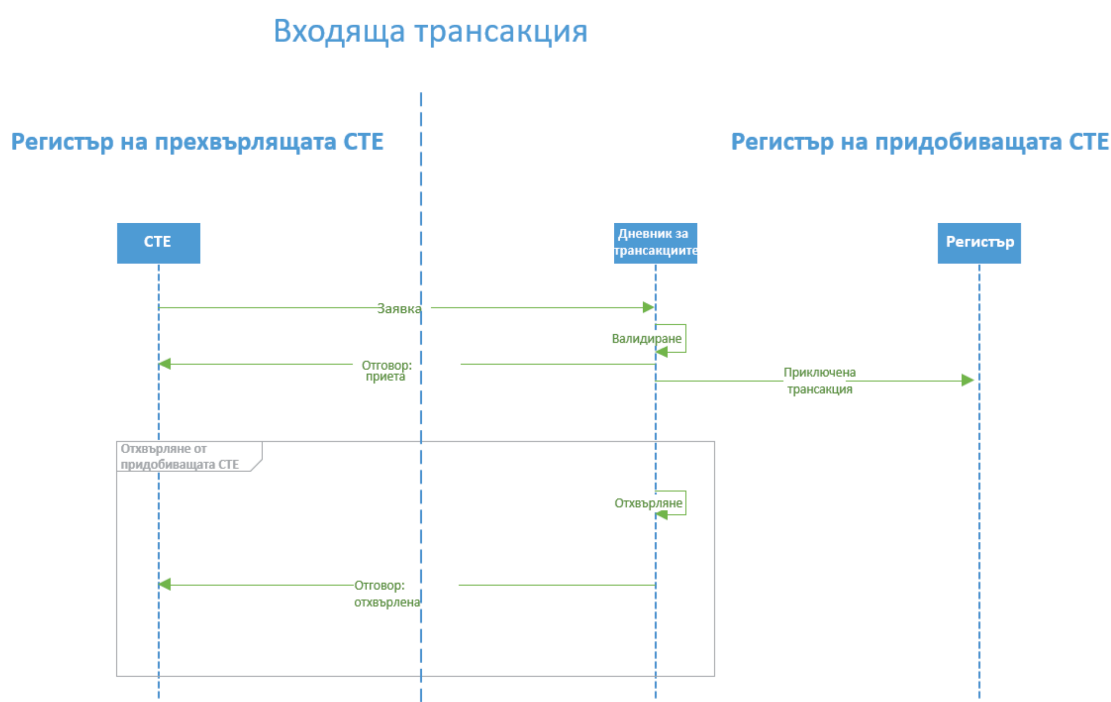 Входяща трансакция
Регистър на прехвърлящата СТЕ
Регистър на придобиващата СТЕ
СТЕ
Дневник за
трансакциите
Регистър
Заявка
Валидиране
Отговор:
приета
Приключена
трансакция
Отхвърляне от
придобиващата СТЕ
Отхвърляне
Отговор:
отхвърлена